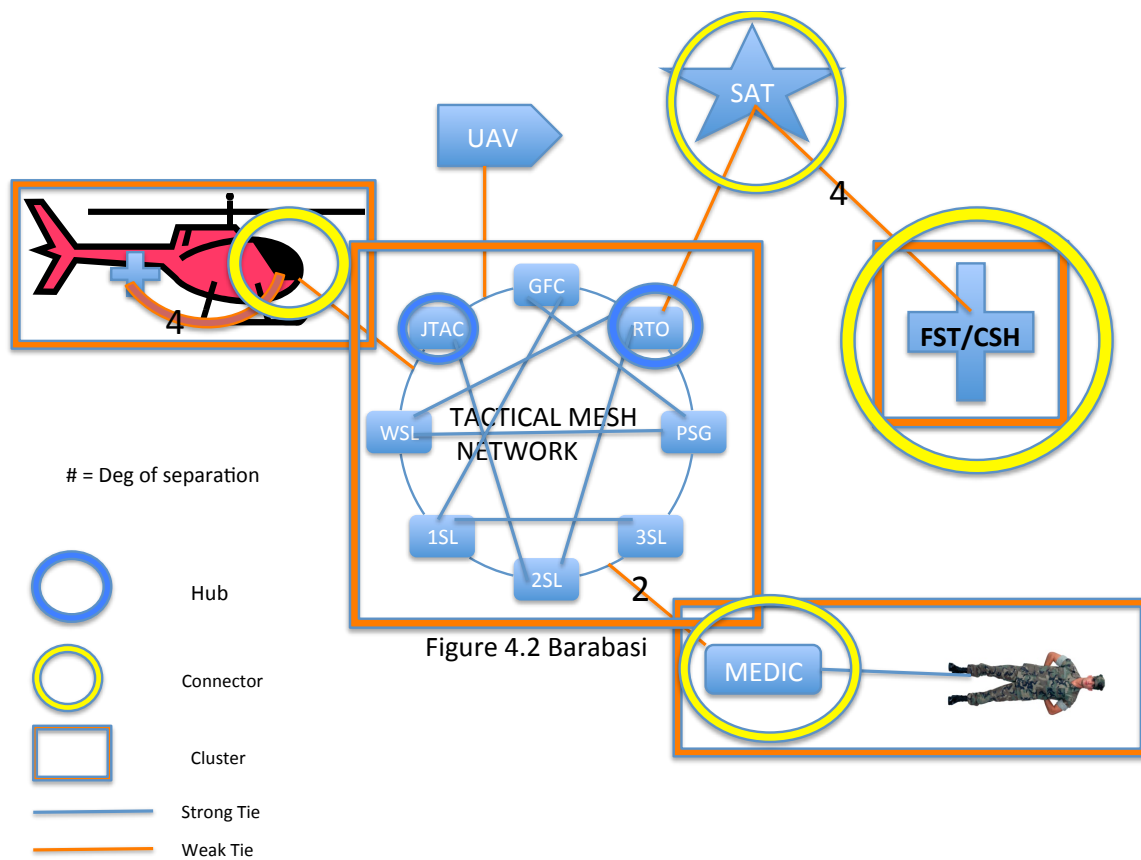 SAT
UAV
4
GFC
JTAC
RTO
4
FST/CSH
TACTICAL MESH
NETWORK
WSL
PSG
# = Deg of separation
1SL
3SL
2SL
2
Hub
Figure 4.2 Barabasi
MEDIC
Connector
Cluster
Strong Tie
Weak Tie